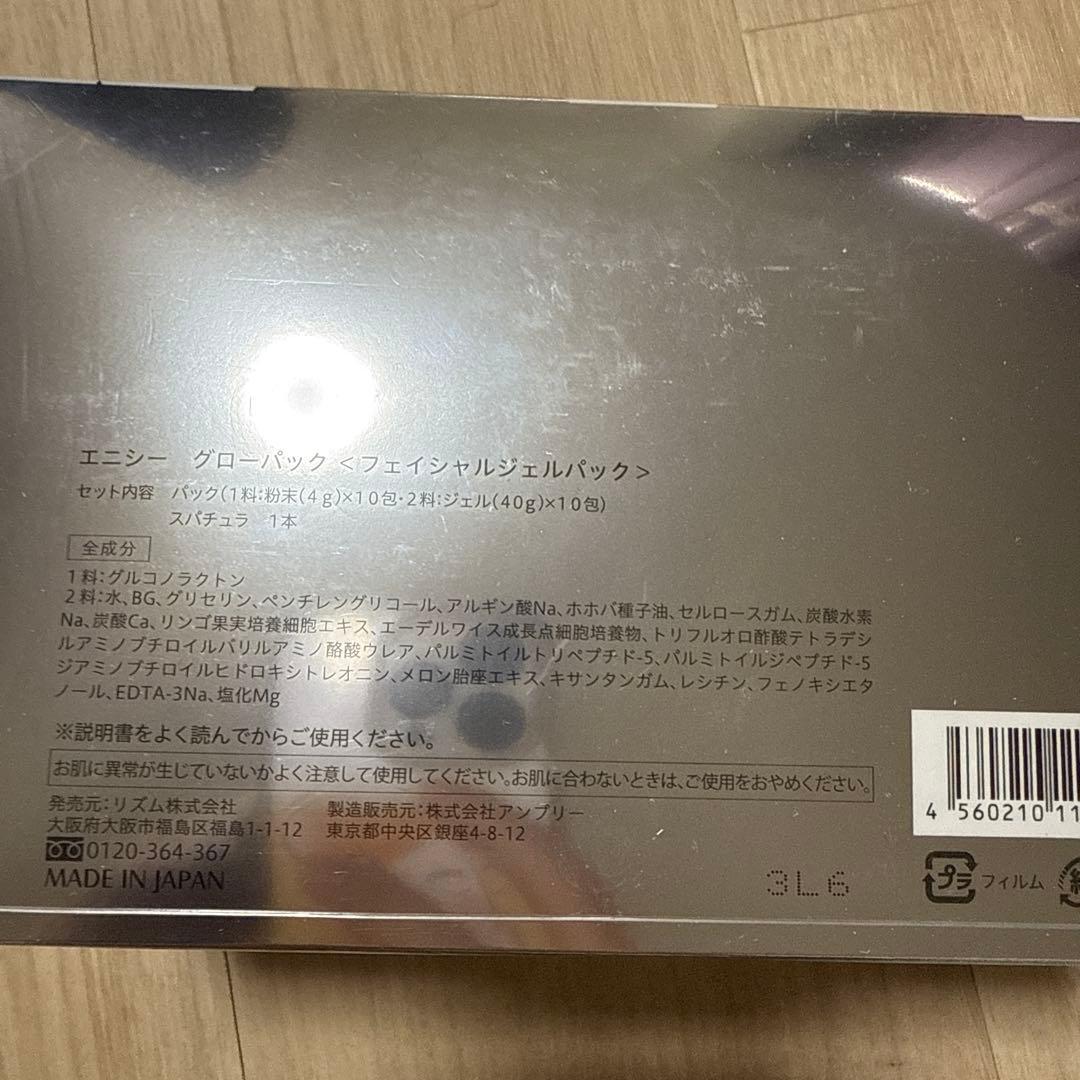 エニシー　グローパック＜フェイシャルジェルパック＞
セット内容　パック(1料:粉末(4g)×10包・2料:ジェル(40g)×10包)
スパチュラ　1本
全成分
1料:グルコノラクトン
2料:水、BG、グリセリン、ペンチレングリコール、アルギン酸Na、ホホバ種子油、セルロースガム、炭酸水素
Na、炭酸Ca、リンゴ果実培養細胞エキス、エーデルワイス成長点細胞培養物、トリフルオロ酢酸テトラデシ
ルアミノブチロイルバリルアミノ酪酸ウレア、パルミトイルトリペプチド-5、パルミトイルジペプチド-5
ジアミノブチロイルヒドロキシトレオニン、メロン胎座エキス、キサンタンガム、レシチン、フェノキシエタ
ノール、EDTA-3Na、塩化Mg
※説明書をよく読んでからご使用ください。
お肌に異常が生じていないかよく注意して使用してください。お肌に合わないときは、ご使用をおやめください。
発売元:リズム株式会社
大阪府大阪市福島区福島1-1-12
0120-364-367
MADE IN JAPAN
製造販売元:株式会社アンプリー
東京都中央区銀座4-8-12
3L6
4 560210 11
プラ フィルム